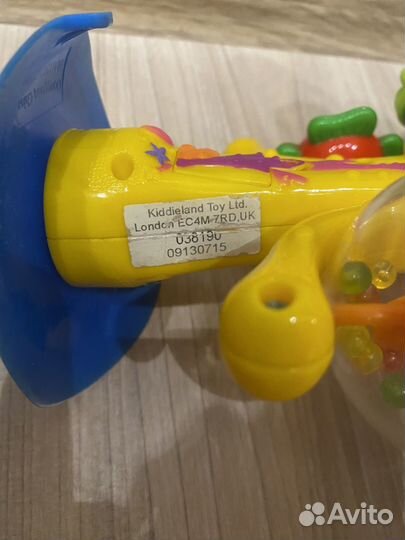 Kiddieland Toy Ltd.
London EC4M 7RD,UK
038190
09130715
Avito